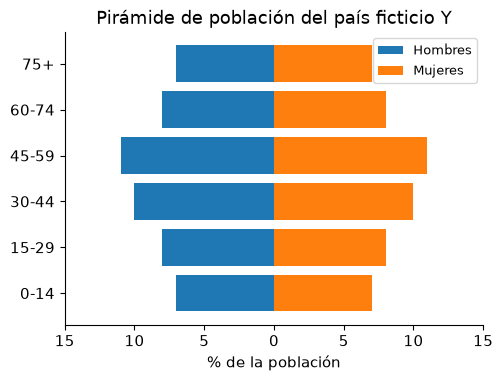 Pirámide de población del país ficticio Y
Hombres
Mujeres
75+
60-74
45-59
30-44
15-29
0-14
15 10 5 0 5 10 15
% de la población